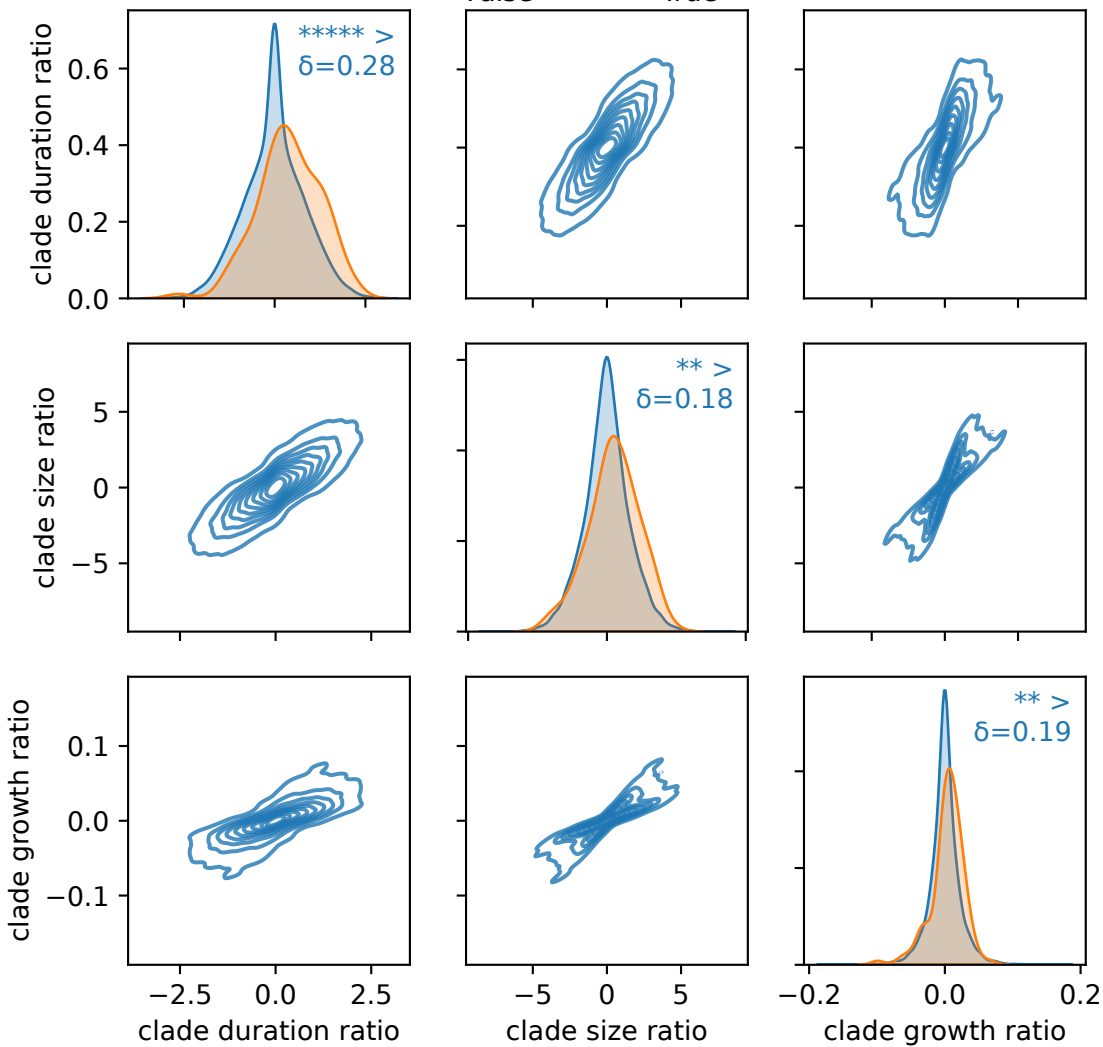 clade duration ratio
0.6
0.4
0.2
0.0
***** >
δ=0.28
clade size ratio
5
0
−5
** >
δ=0.18
clade growth ratio
0.1
0.0
−0.1
** >
δ=0.19
−2.5 0.0 2.5
−5 0 5
−0.2 0.0 0.2
clade duration ratio
clade size ratio
clade growth ratio